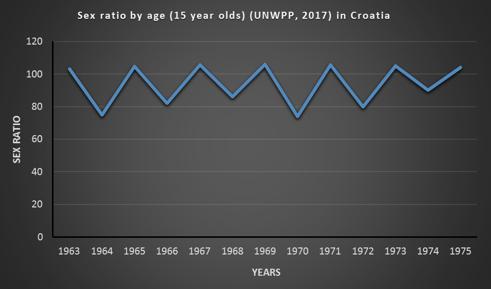 Sex ratio by age (15 year olds) (UNWPP, 2017) in Croatia
120
100
80
60
40
20
0
SEX RATIO
1963 1964 1965 1966 1967 1968 1969 1970 1971 1972 1973 1974 1975
YEARS